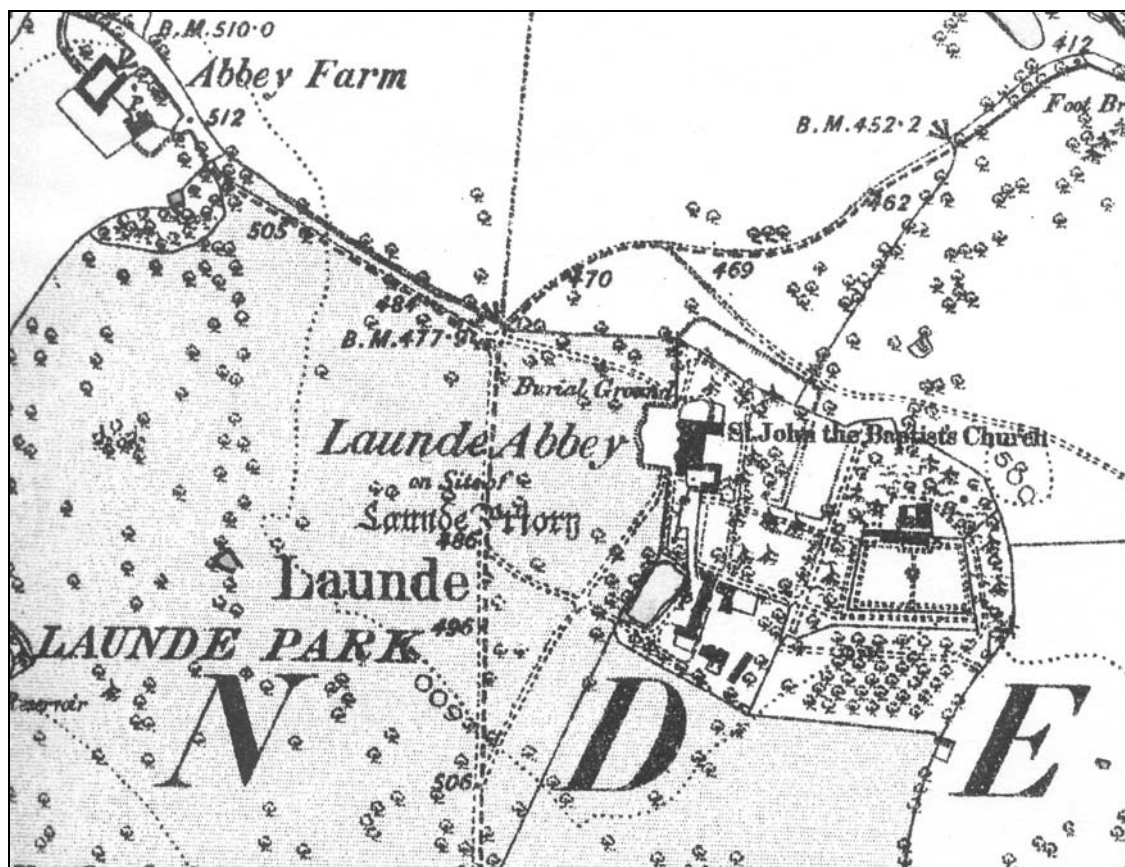 B.M.510·0
Abbey Farm
512
412
Foot Br
B.M.452·2
462
505
469
470
484
B.M.477·9
Burial Ground
Launde Abbey
St. John the Baptist's Church
on Site of
Launde Priory
486
Launde
496
LAUNDE PARK
Reservoir
N D E
506